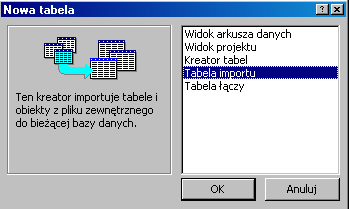 Nowa tabela
Widok arkusza danych
Widok projektu
Kreator tabel
Tabela importu
Tabela łączy
Ten kreator importuje tabele i
obiekty z pliku zewnętrznego
do bieżącej bazy danych.
OK
Anuluj